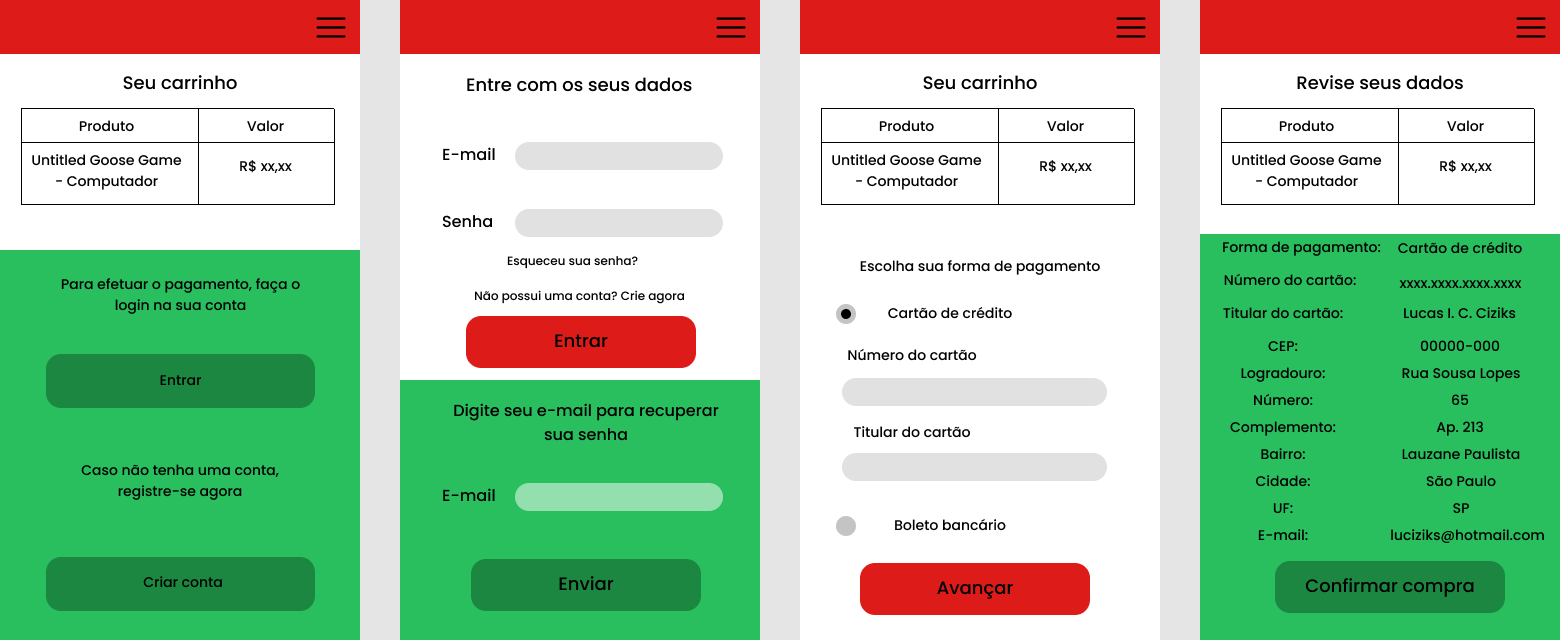 Seu carrinho
Produto Valor
Untitled Goose Game R$ xx,xx
- Computador
Para efetuar o pagamento, faça o
login na sua conta
Entrar
Caso não tenha uma conta,
registre-se agora
Criar conta
Entre com os seus dados
E-mail
Senha
Esqueceu sua senha?
Não possui uma conta? Crie agora
Entrar
Digite seu e-mail para recuperar
sua senha
E-mail
Enviar
Seu carrinho
Produto Valor
Untitled Goose Game R$ xx,xx
- Computador
Escolha sua forma de pagamento
Cartão de crédito
Número do cartão
Titular do cartão
Boleto bancário
Avançar
Revise seus dados
Produto Valor
Untitled Goose Game R$ xx,xx
- Computador
Forma de pagamento: Cartão de crédito
Número do cartão: xxxx.xxxx.xxxx.xxxx
Titular do cartão: Lucas I. C. Ciziks
CEP: 00000-000
Logradouro: Rua Sousa Lopes
Número: 65
Complemento: Ap. 213
Bairro: Lauzane Paulista
Cidade: São Paulo
UF: SP
E-mail: luciziks@hotmail.com
Confirmar compra